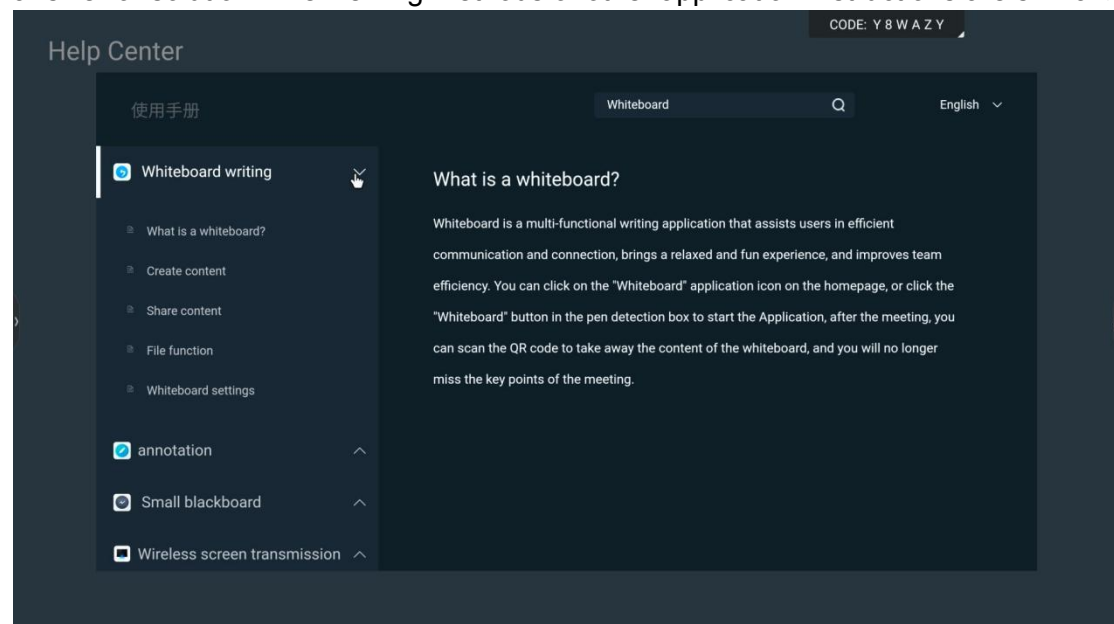 CODE: Y 8 W A Z Y
Help Center
使用手册
Whiteboard
English
Whiteboard writing
What is a whiteboard?
Create content
Share content
File function
Whiteboard settings
annotation
Small blackboard
Wireless screen transmission
What is a whiteboard?
Whiteboard is a multi-functional writing application that assists users in efficient
communication and connection, brings a relaxed and fun experience, and improves team
efficiency. You can click on the "Whiteboard" application icon on the homepage, or click the
"Whiteboard" button in the pen detection box to start the Application, after the meeting, you
can scan the QR code to take away the content of the whiteboard, and you will no longer
miss the key points of the meeting.